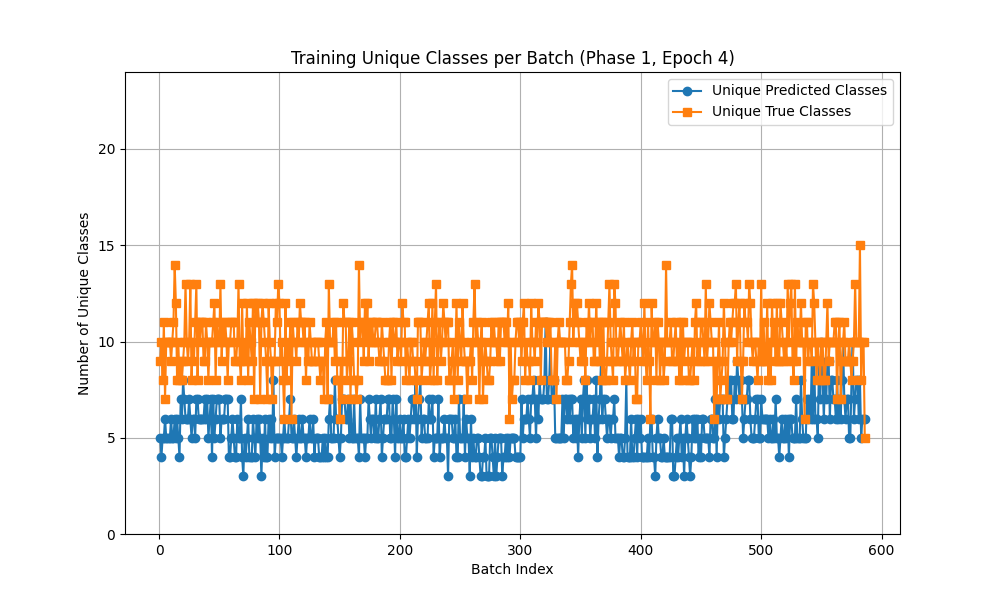 Training Unique Classes per Batch (Phase 1, Epoch 4)
Unique Predicted Classes
Unique True Classes
Number of Unique Classes
20
15
10
5
0
0 100 200 300 400 500 600
Batch Index